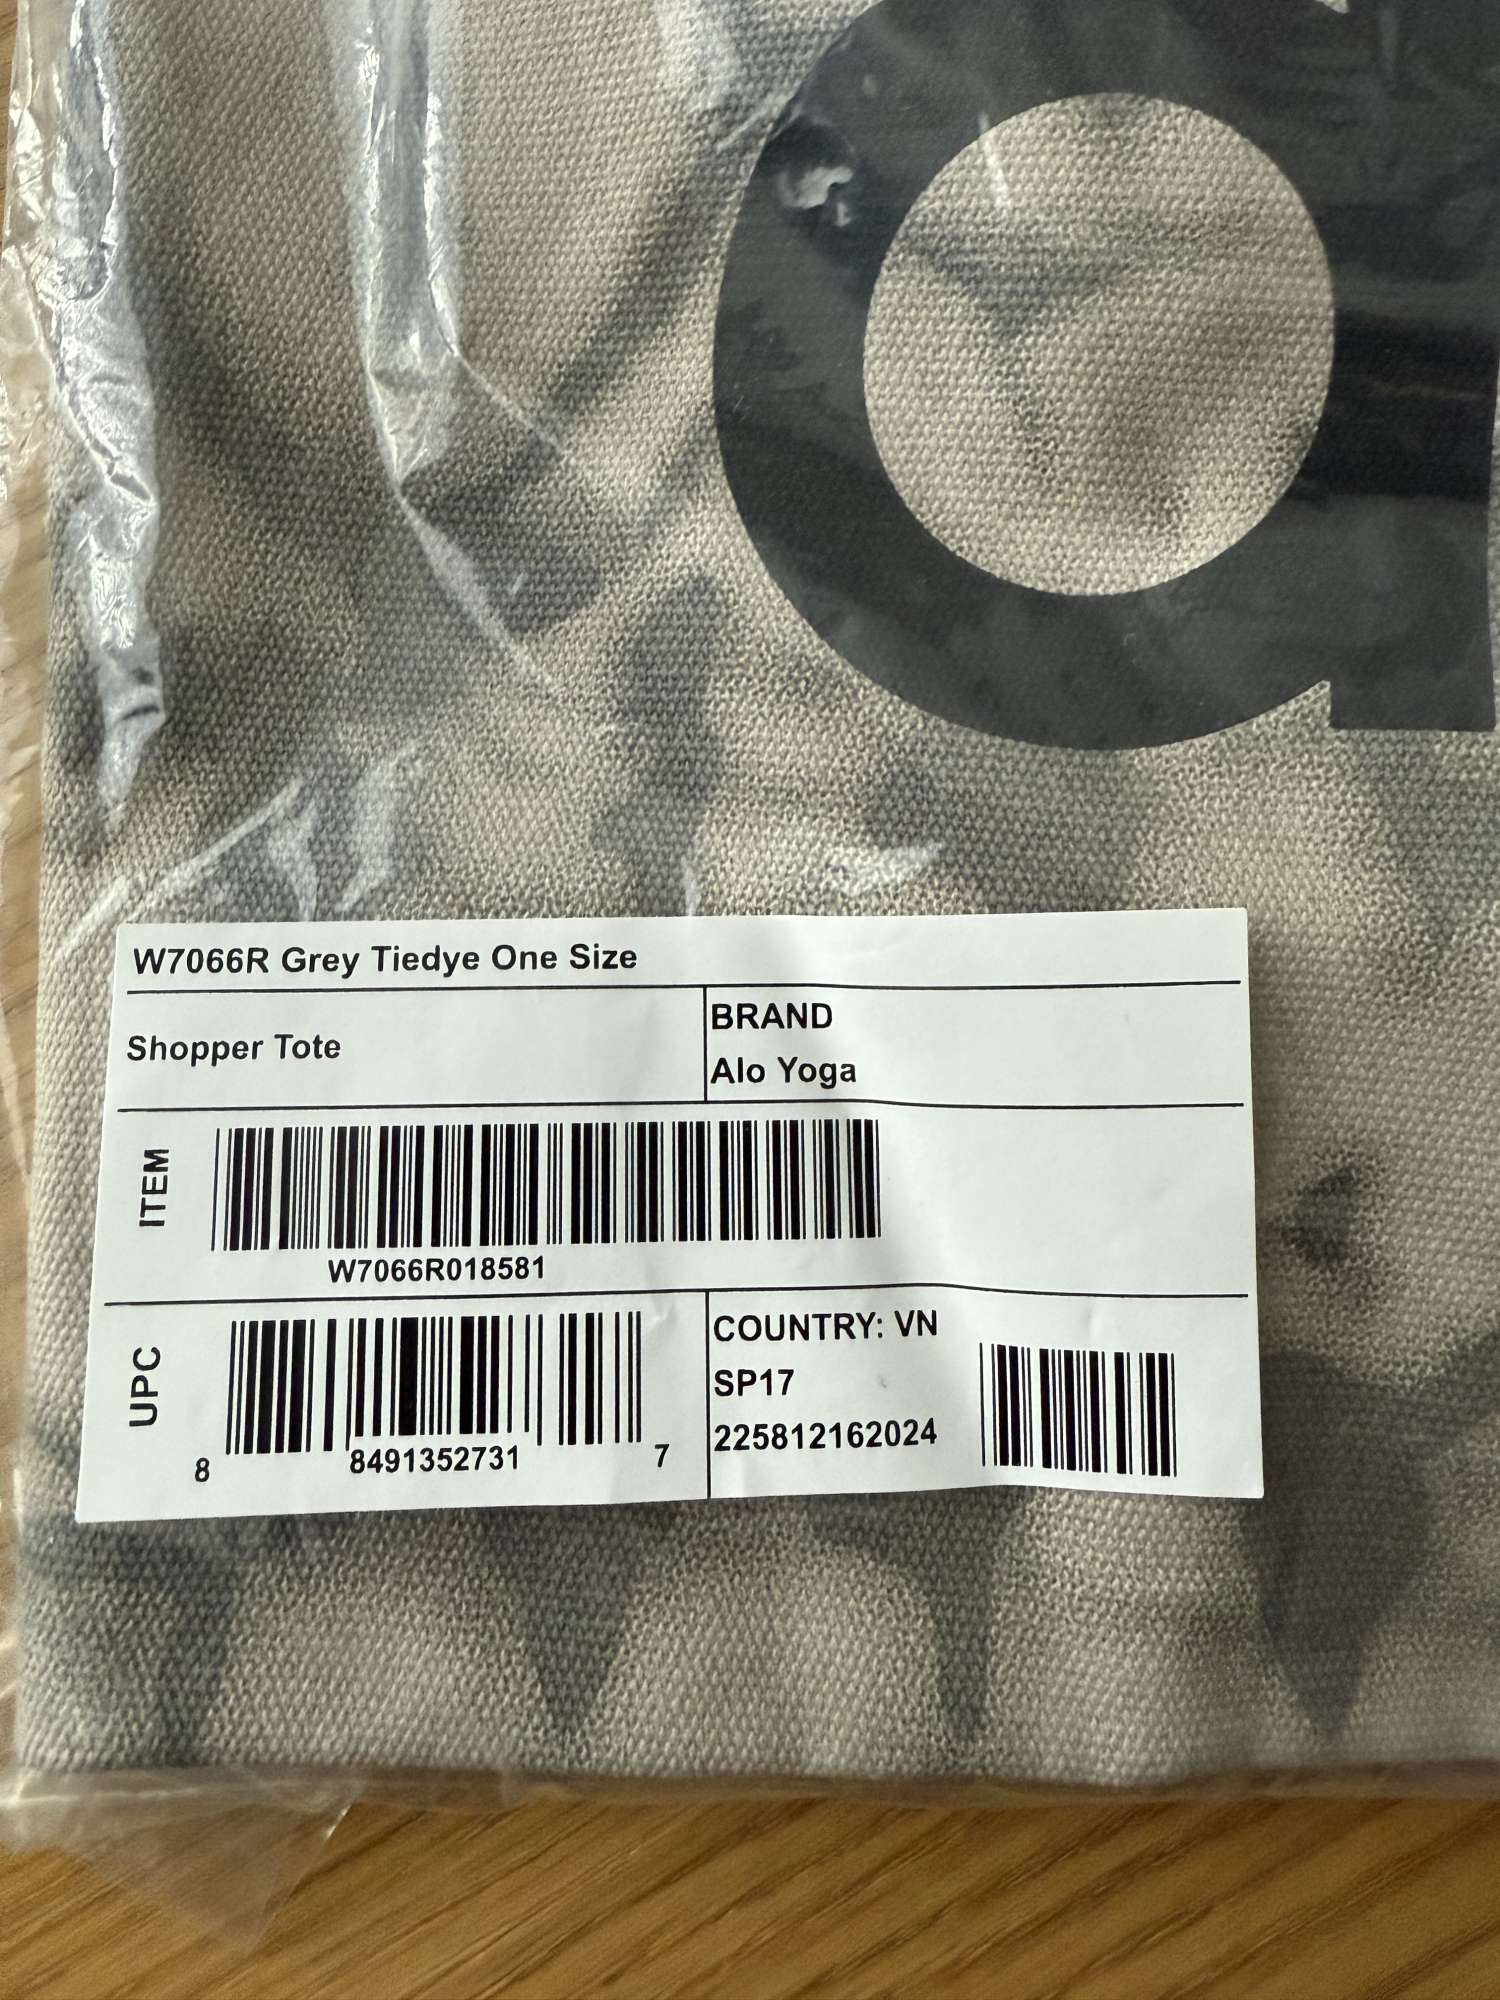 a
W7066R Grey Tiedye One Size
Shopper Tote
BRAND
Alo Yoga
ITEM
W7066R018581
UPC
8 8491352731 7
COUNTRY: VN
SP17
225812162024